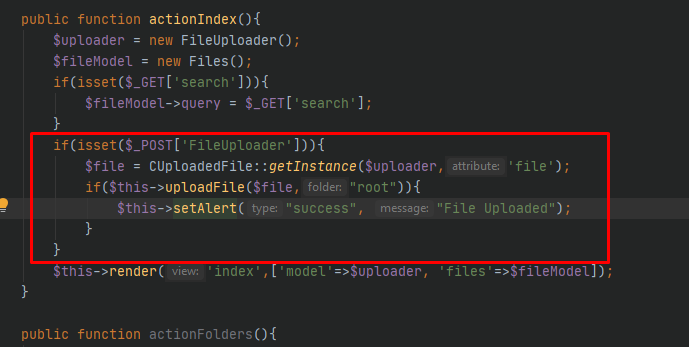 public function actionIndex(){
$uploader = new FileUploader();
$fileModel = new Files();
if(isset($_GET['search'])){
$fileModel->query = $_GET['search'];
}
if(isset($_POST['FileUploader'])){
$file = CUploadedFile::getInstance($uploader, attribute: 'file');
if($this->uploadFile($file, folder: "root")){
$this->setAlert( type: "success", message: "File Uploaded");
}
}
$this->render( view: 'index',['model'=>$uploader, 'files'=>$fileModel]);
}
public function actionFolders(){